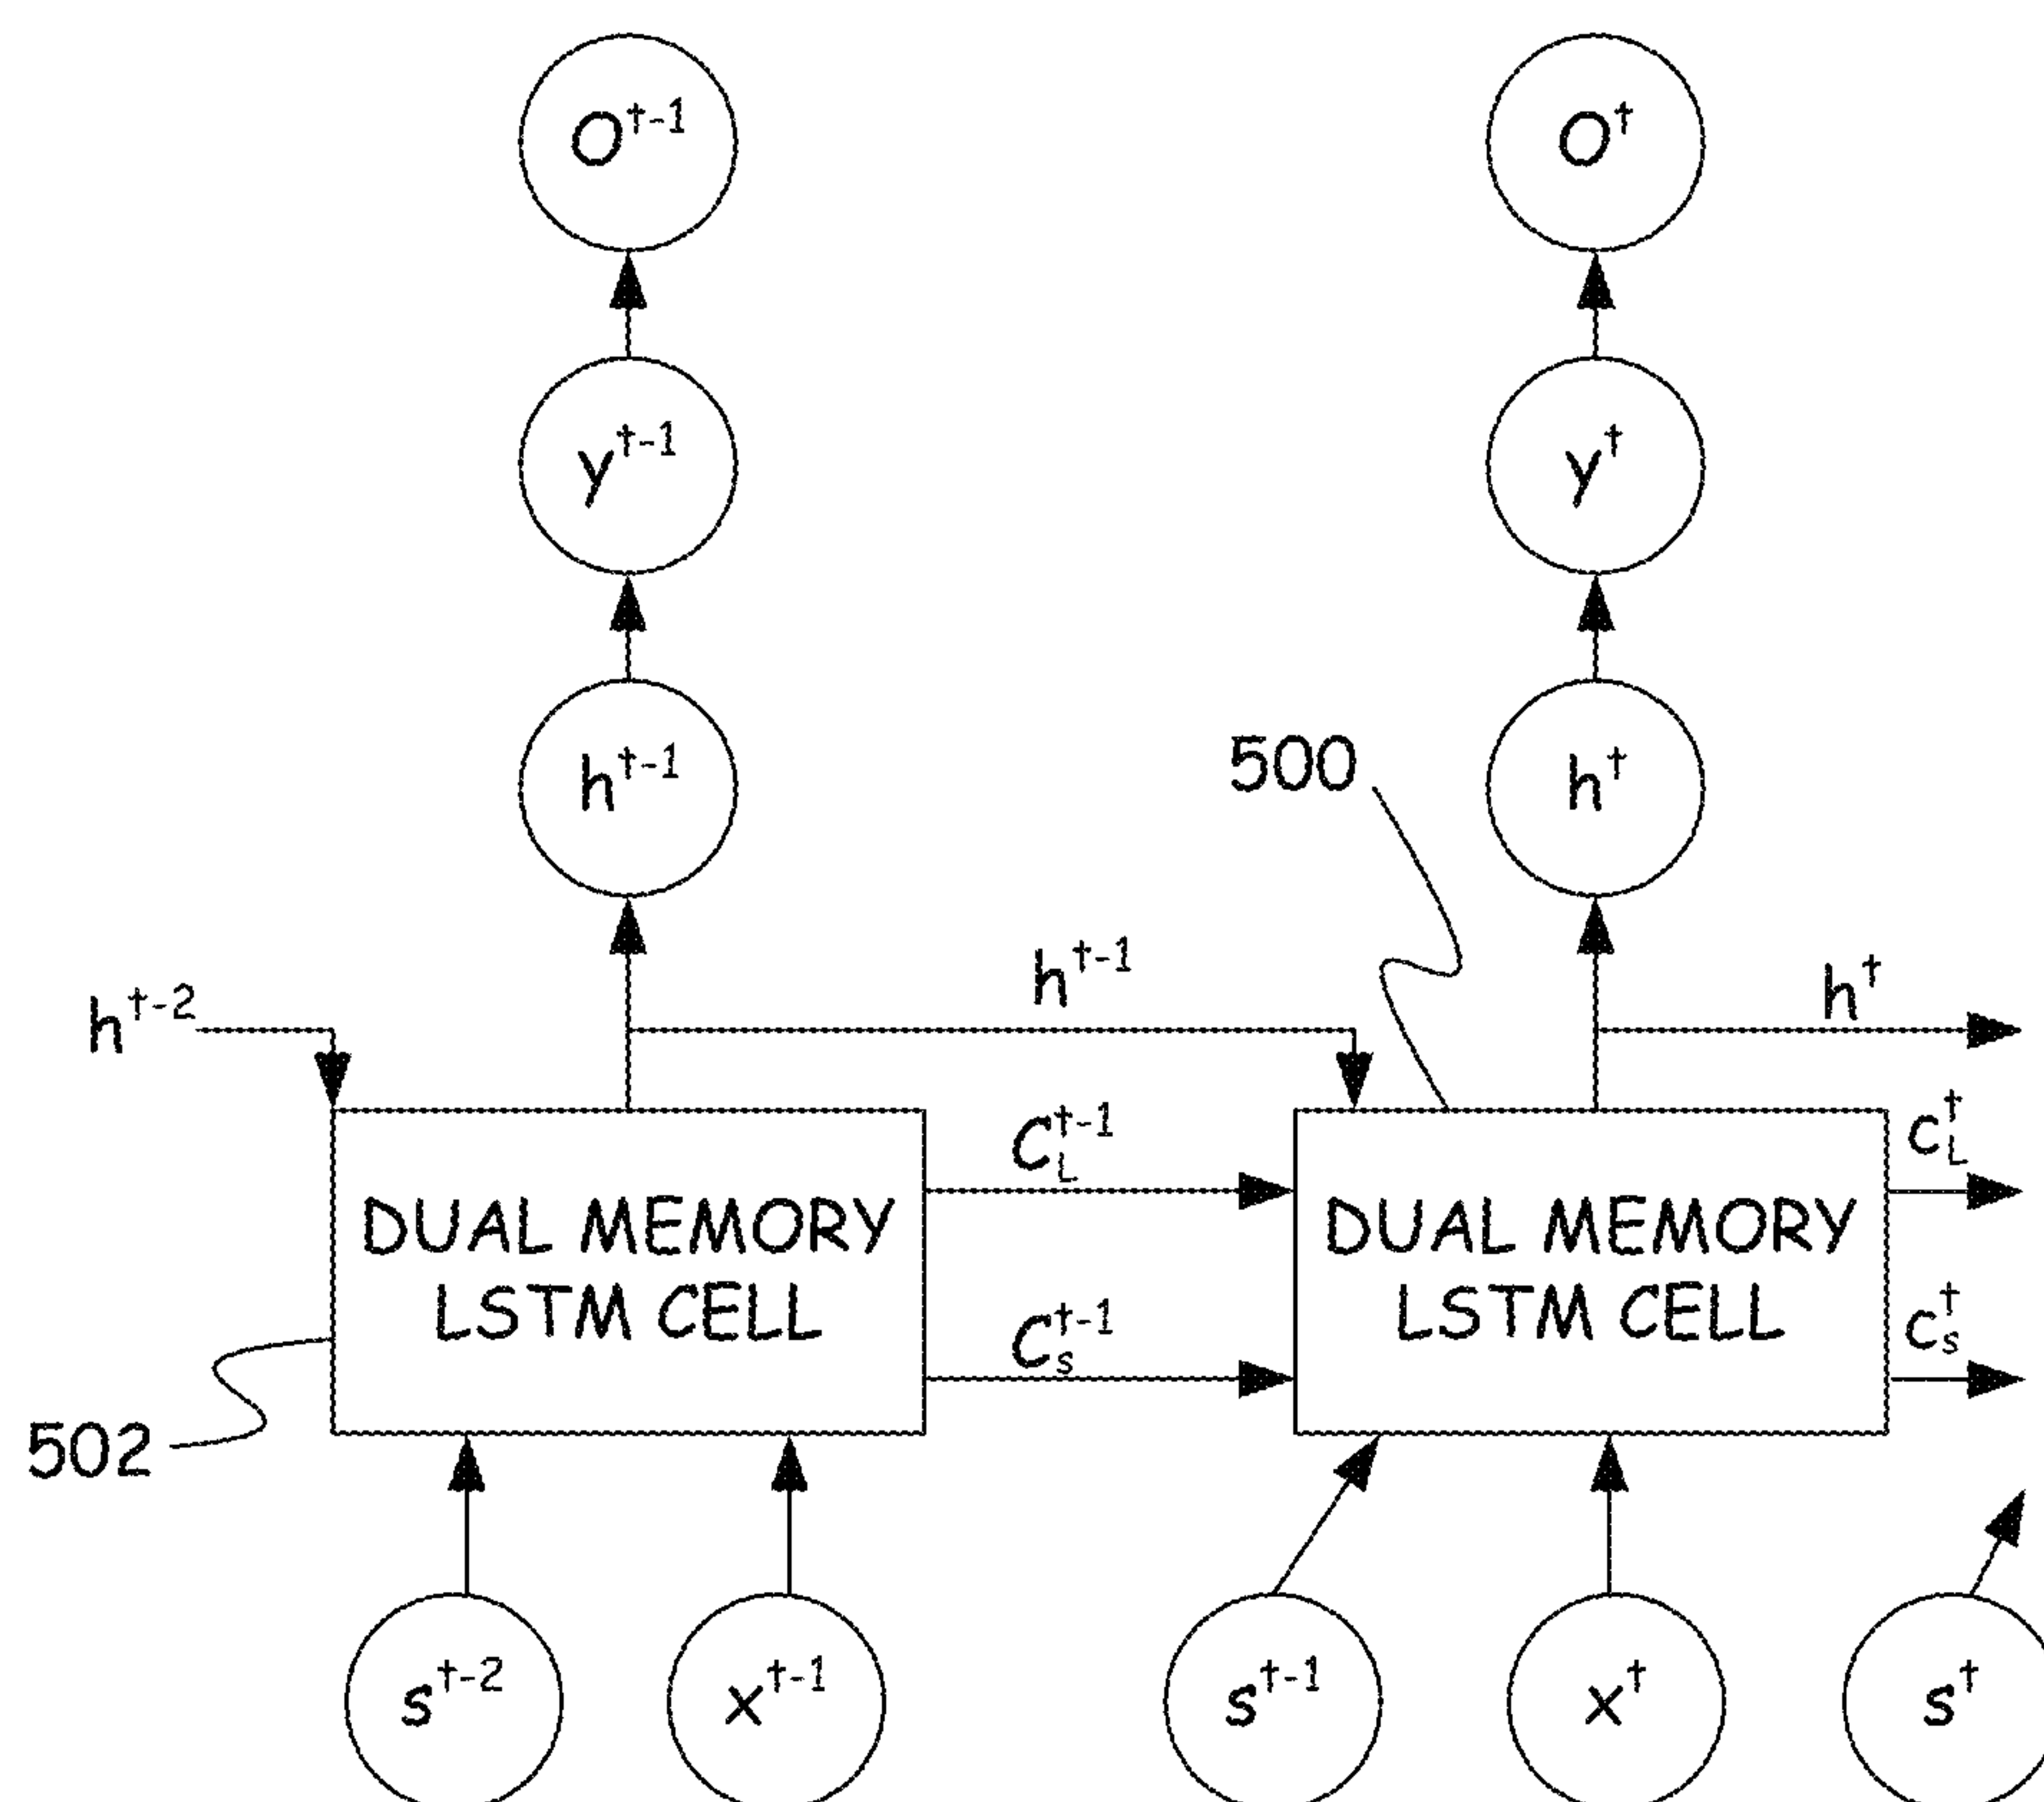 O^{t-1} O^t
y^{t-1} y^t
h^{t-1} 500 h^t
h^{t-2} h^{t-1} h^t
C_L^{t-1} c_L^t
DUAL MEMORY DUAL MEMORY
LSTM CELL LSTM CELL
C_s^{t-1} c_s^t
502
s^{t-2} x^{t-1} s^{t-1} x^t s^t